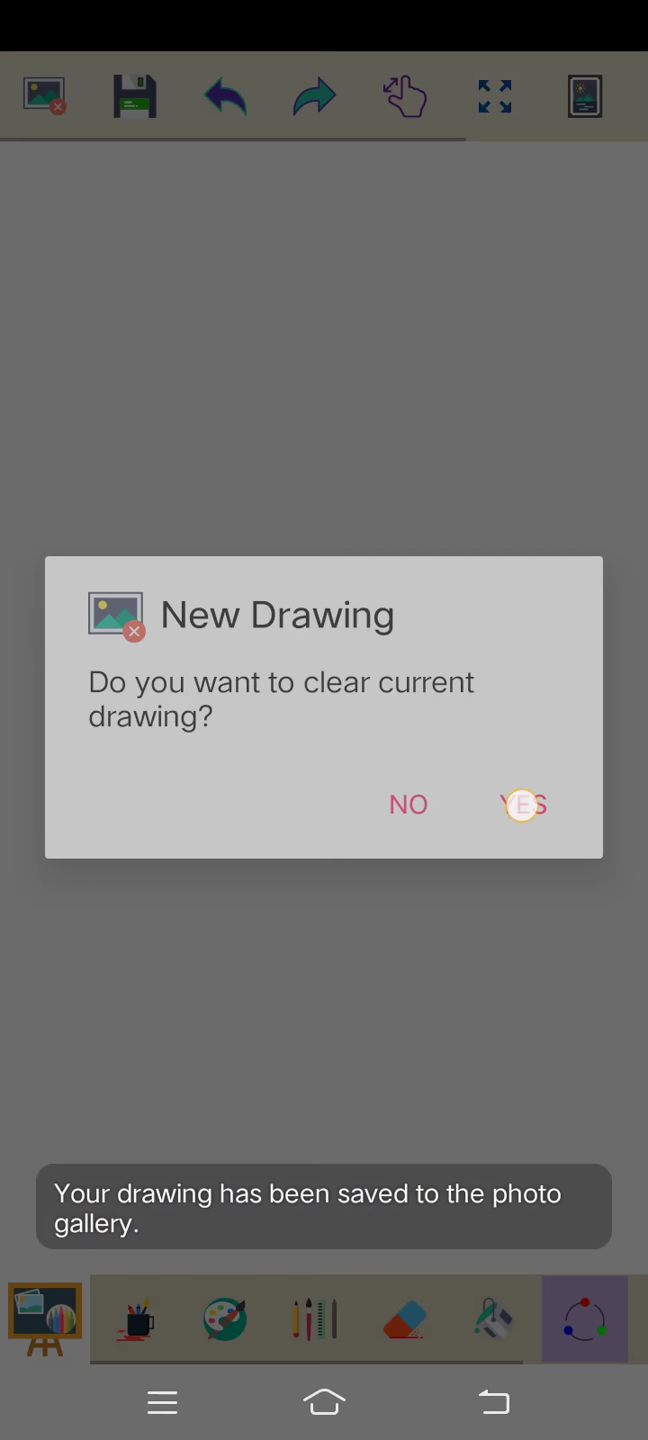 New Drawing
Do you want to clear current
drawing?
NO YES
Your drawing has been saved to the photo
gallery.